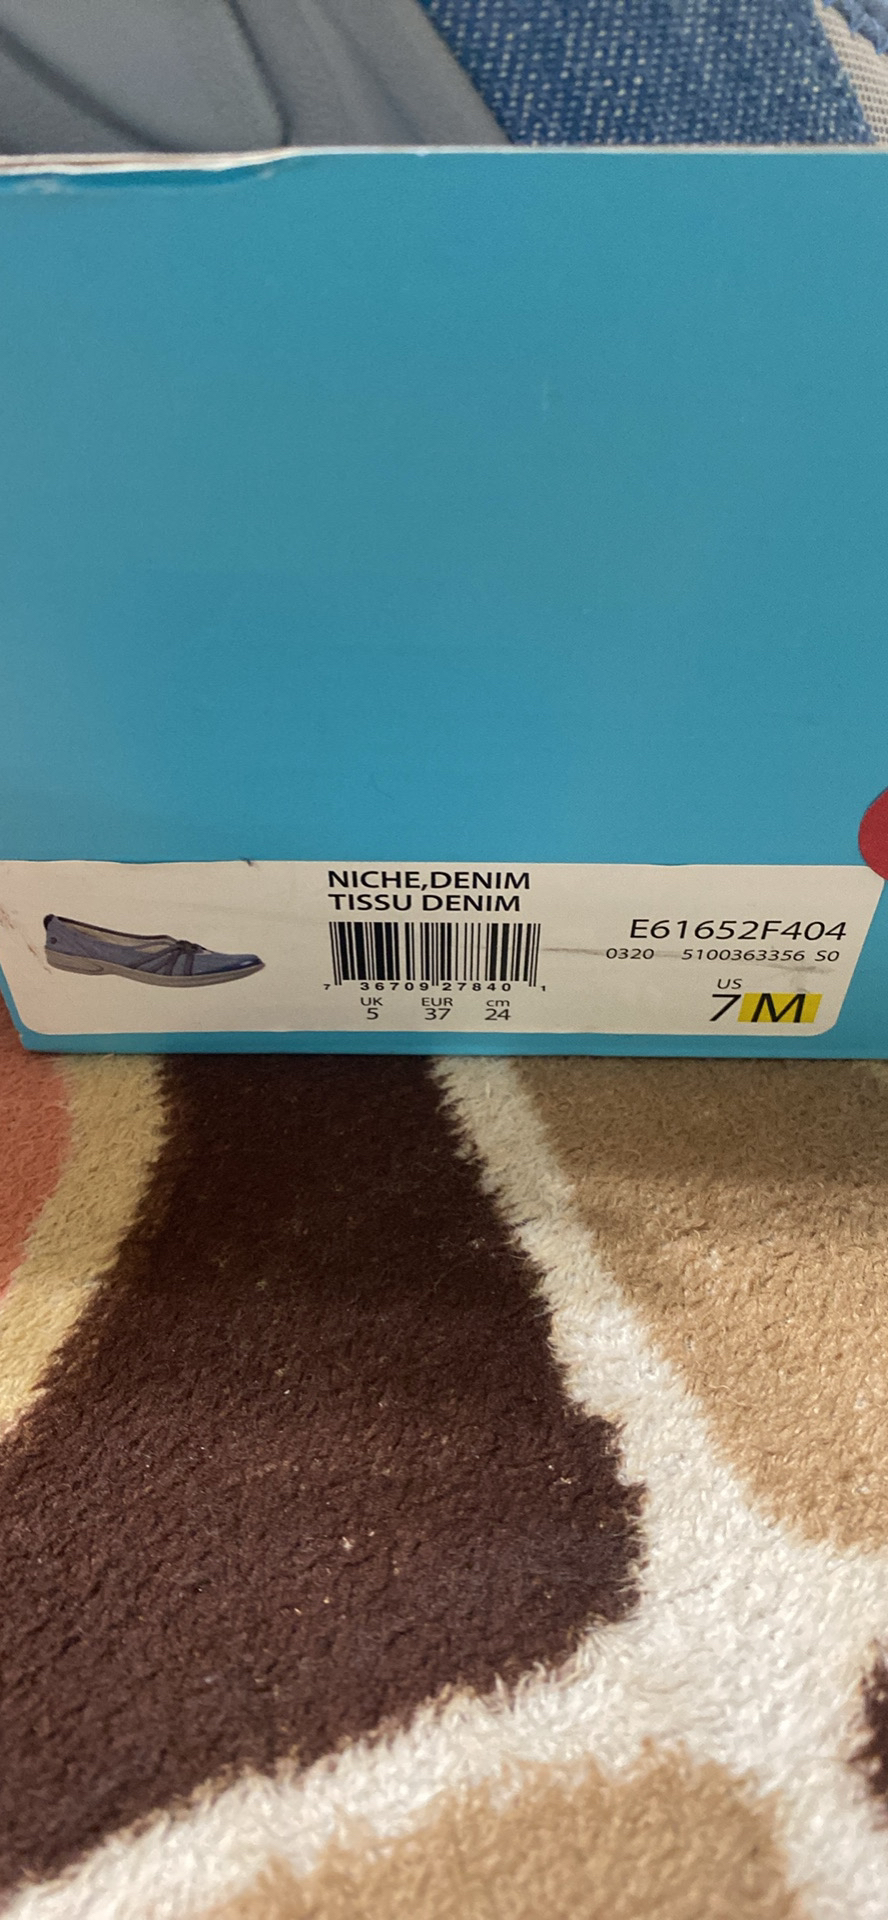 NICHE,DENIM
TISSU DENIM
E61652F404
0320 5100363356 S0
7 36709 27840 1
UK EUR cm
5 37 24
US
7 M